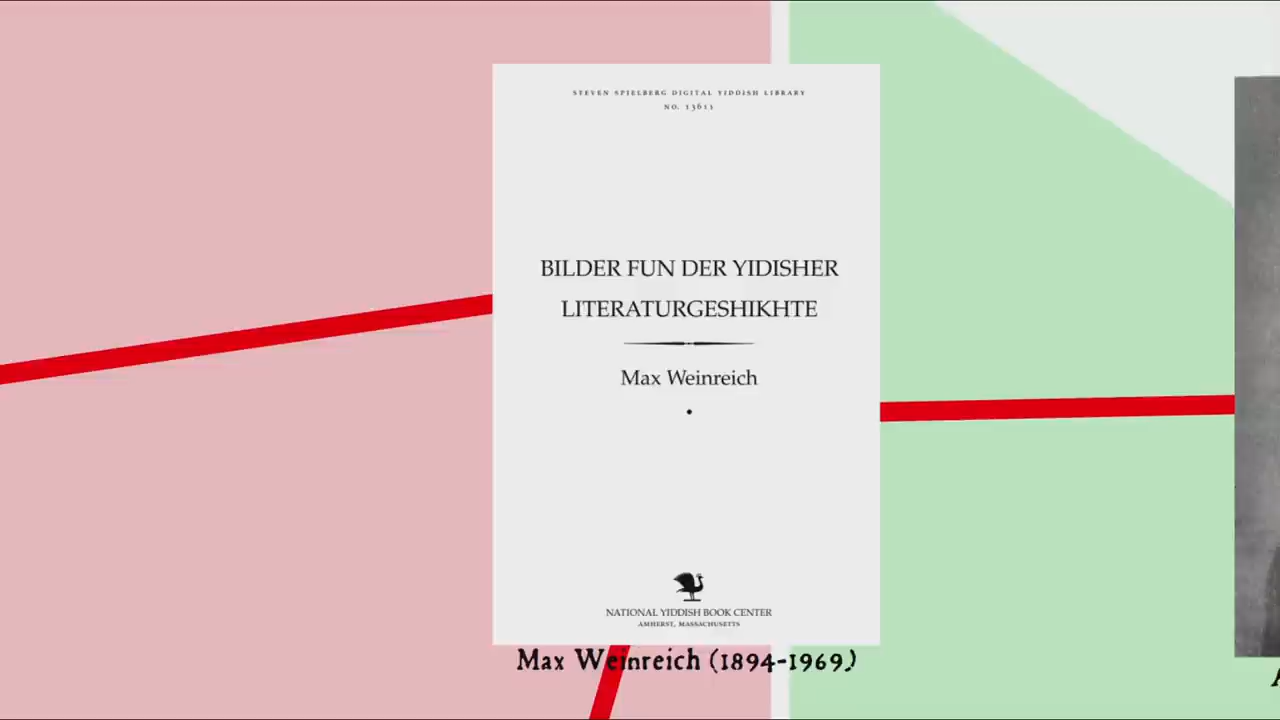 STEVEN SPIELBERG DIGITAL YIDDISH LIBRARY
NO. 13611
BILDER FUN DER YIDISHER
LITERATURGESHIKHTE
Max Weinreich
NATIONAL YIDDISH BOOK CENTER
AMHERST, MASSACHUSETTS
Max Weinreich (1894-1969)